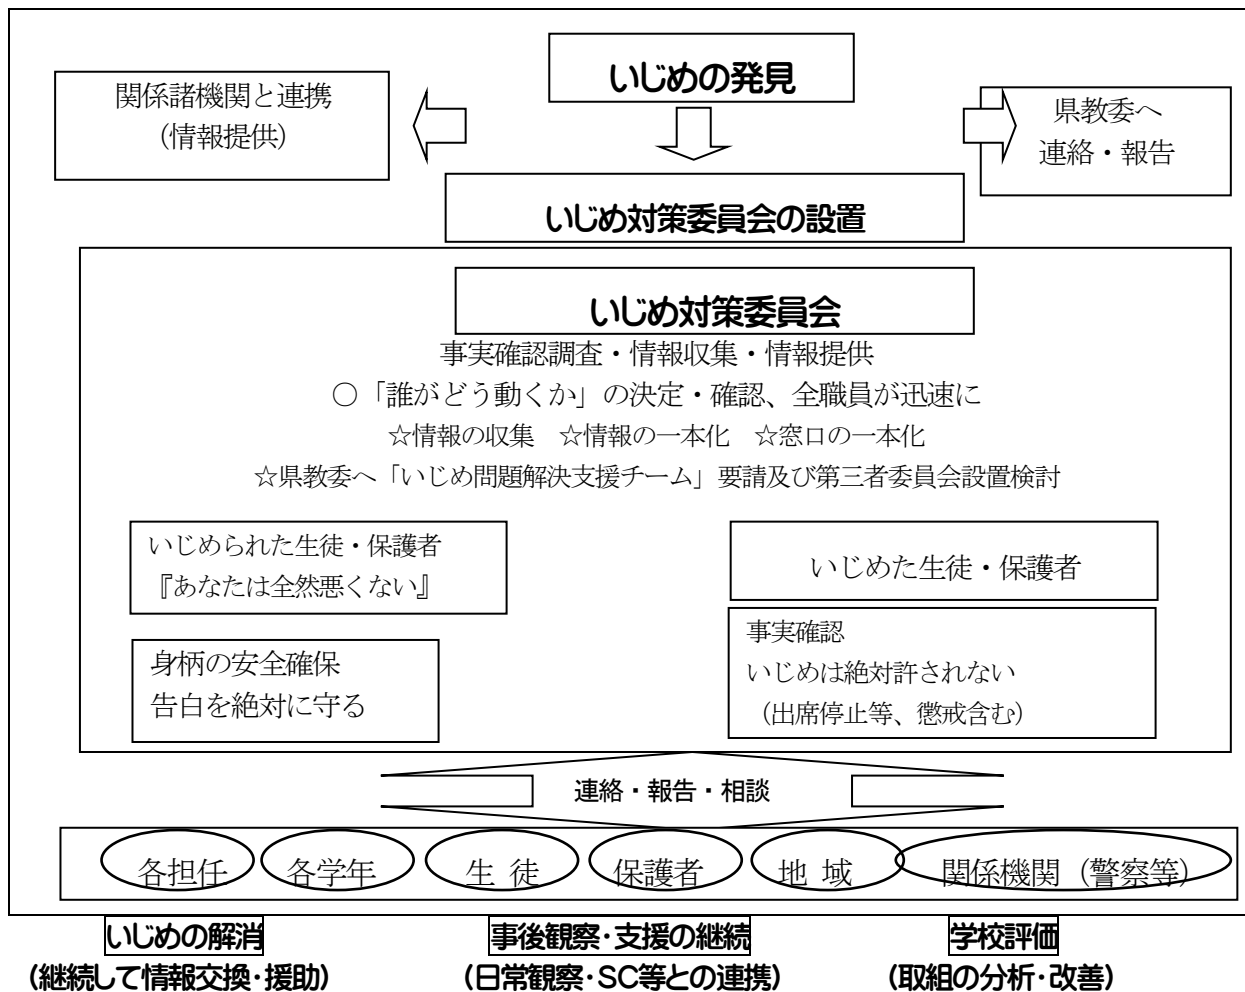 いじめの発見
関係諸機関と連携
（情報提供）
県教委へ
連絡・報告
いじめ対策委員会の設置
いじめ対策委員会
事実確認調査・情報収集・情報提供
○「誰がどう動くか」の決定・確認、全職員が迅速に
☆情報の収集　☆情報の一本化　☆窓口の一本化
☆県教委へ「いじめ問題解決支援チーム」要請及び第三者委員会設置検討
いじめられた生徒・保護者
『あなたは全然悪くない』
いじめた生徒・保護者
身柄の安全確保
告白を絶対に守る
事実確認
いじめは絶対許されない
（出席停止等、懲戒含む）
連絡・報告・相談
各担任　各学年　生 徒　保護者　地 域　関係機関（警察等）
いじめの解消
（継続して情報交換・援助）
事後観察・支援の継続
（日常観察・SC等との連携）
学校評価
（取組の分析・改善）